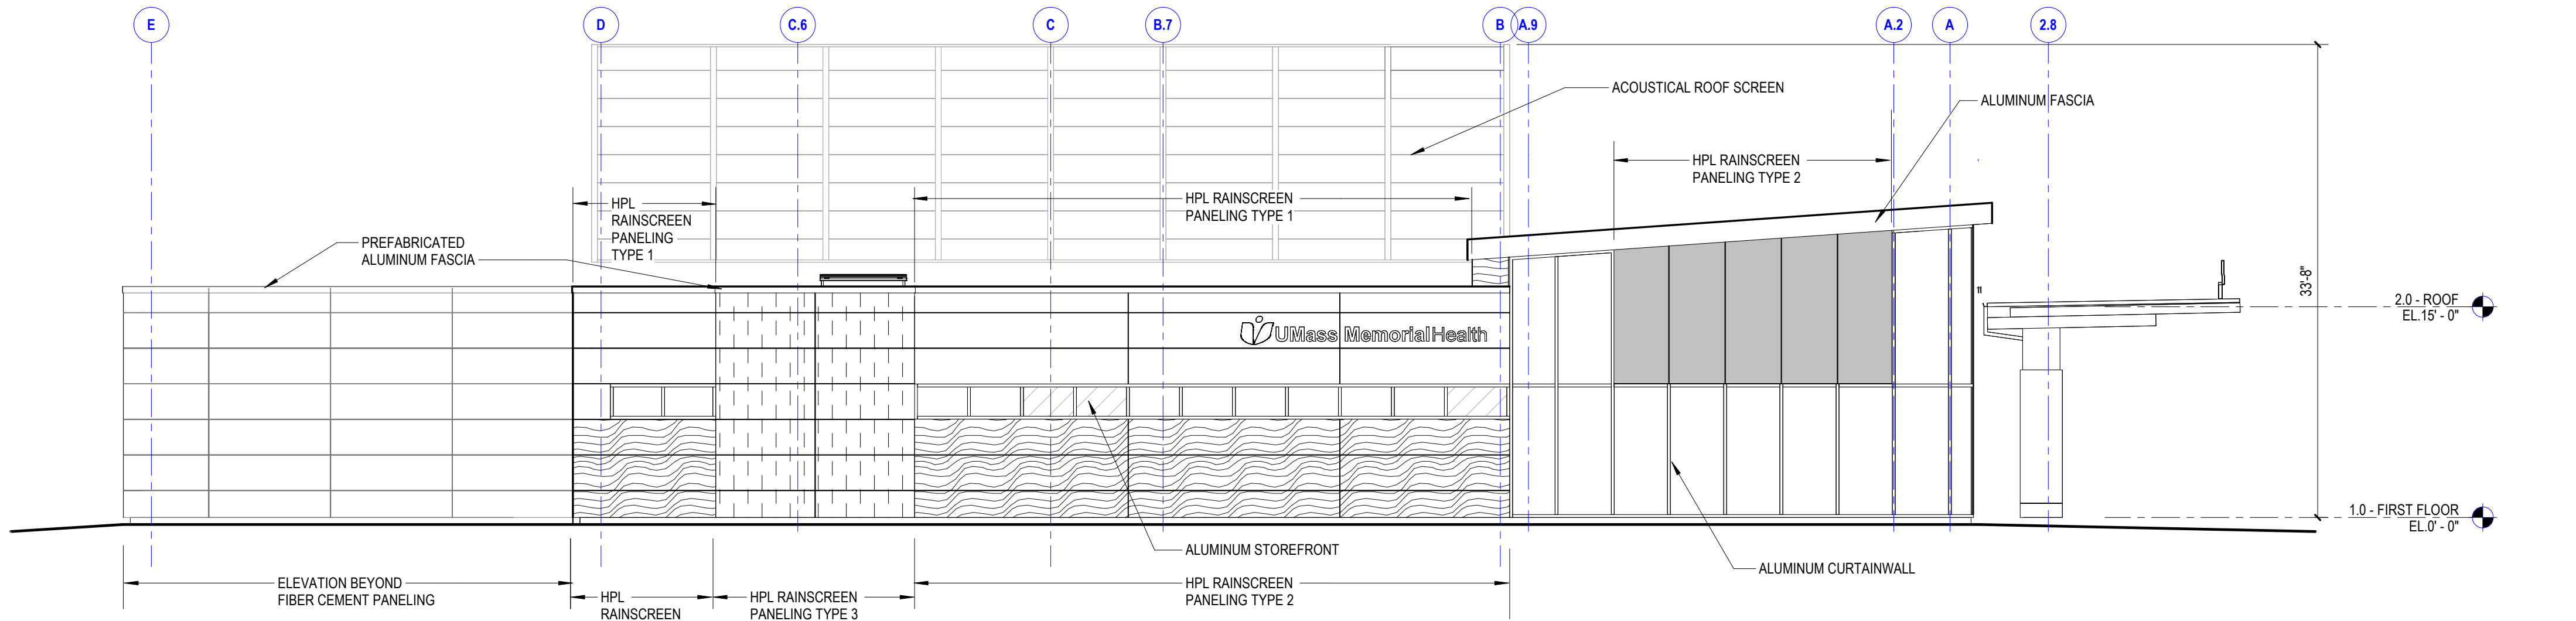 E
D
C.6
C
B.7
B
A.9
A.2
A
2.8
ACOUSTICAL ROOF SCREEN
ALUMINUM FASCIA
HPL RAINSCREEN
PANELING TYPE 2
HPL
RAINSCREEN
PANELING
TYPE 1
HPL RAINSCREEN
PANELING TYPE 1
PREFABRICATED
ALUMINUM FASCIA
33'-8"
2.0 - ROOF
EL.15' - 0"
UMass Memorial Health
1.0 - FIRST FLOOR
EL.0' - 0"
ALUMINUM STOREFRONT
ALUMINUM CURTAINWALL
ELEVATION BEYOND
FIBER CEMENT PANELING
HPL
RAINSCREEN
HPL RAINSCREEN
PANELING TYPE 3
HPL RAINSCREEN
PANELING TYPE 2